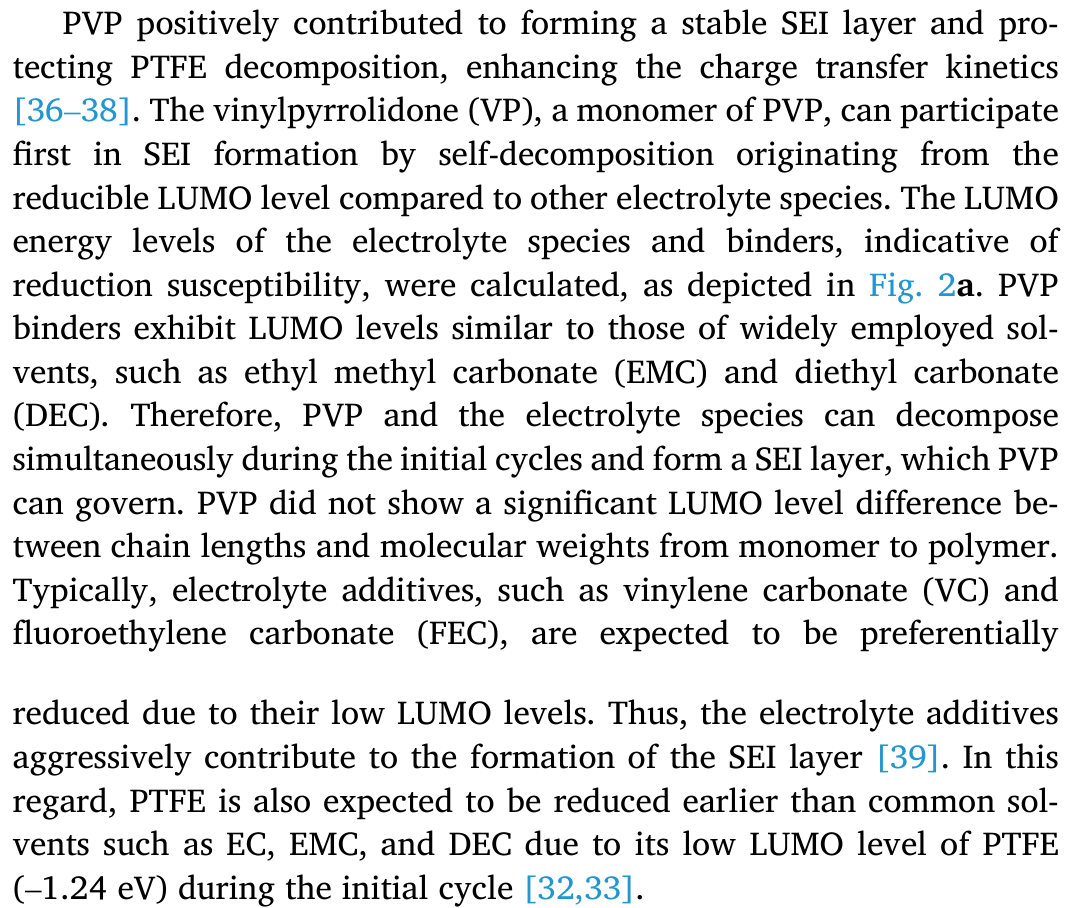 PVP positively contributed to forming a stable SEI layer and pro-
tecting PTFE decomposition, enhancing the charge transfer kinetics
[36–38]. The vinylpyrrolidone (VP), a monomer of PVP, can participate
first in SEI formation by self-decomposition originating from the
reducible LUMO level compared to other electrolyte species. The LUMO
energy levels of the electrolyte species and binders, indicative of
reduction susceptibility, were calculated, as depicted in Fig. 2a. PVP
binders exhibit LUMO levels similar to those of widely employed sol-
vents, such as ethyl methyl carbonate (EMC) and diethyl carbonate
(DEC). Therefore, PVP and the electrolyte species can decompose
simultaneously during the initial cycles and form a SEI layer, which PVP
can govern. PVP did not show a significant LUMO level difference be-
tween chain lengths and molecular weights from monomer to polymer.
Typically, electrolyte additives, such as vinylene carbonate (VC) and
fluoroethylene carbonate (FEC), are expected to be preferentially
reduced due to their low LUMO levels. Thus, the electrolyte additives
aggressively contribute to the formation of the SEI layer [39]. In this
regard, PTFE is also expected to be reduced earlier than common sol-
vents such as EC, EMC, and DEC due to its low LUMO level of PTFE
(–1.24 eV) during the initial cycle [32,33].